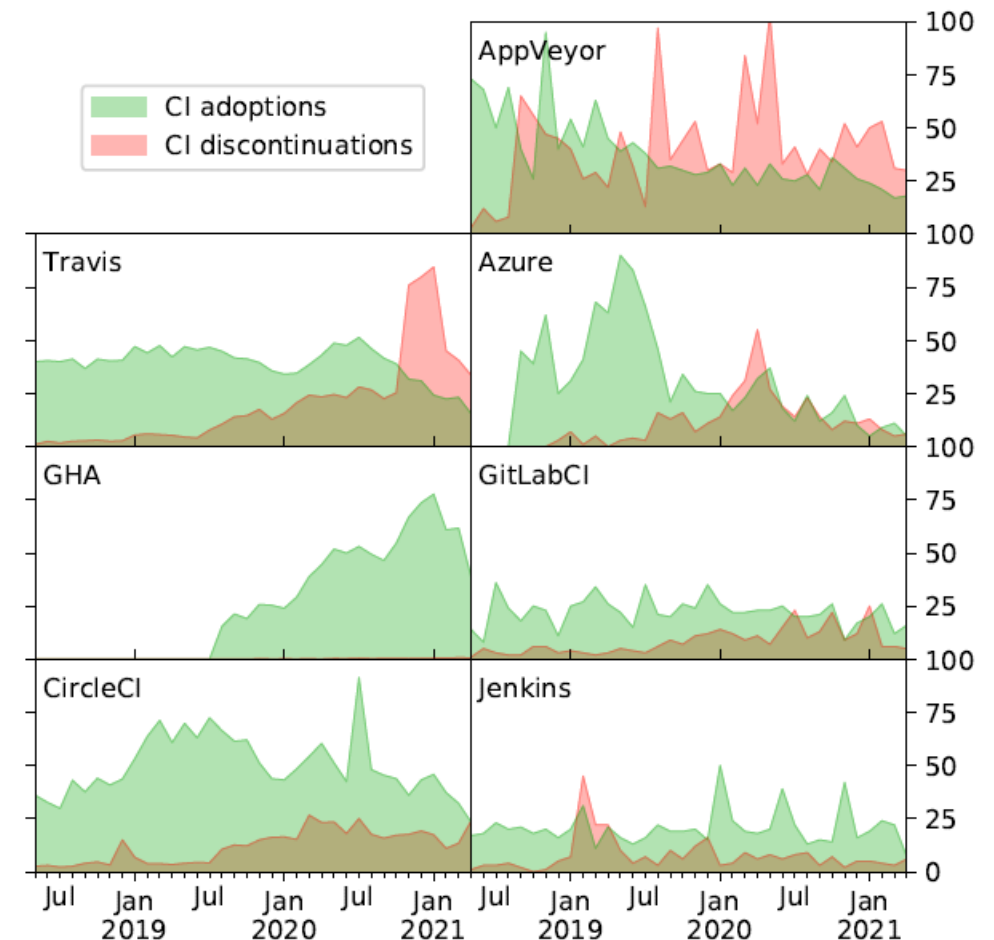 AppVeyor
100
75
50
25
CI adoptions
CI discontinuations
Travis
Azure
100
75
50
25
GHA
GitLabCI
100
75
50
25
CircleCI
Jenkins
100
75
50
25
0
Jul Jan Jul Jan Jul Jan Jul Jan Jul Jan Jul Jan
2019 2020 2021 2019 2020 2021